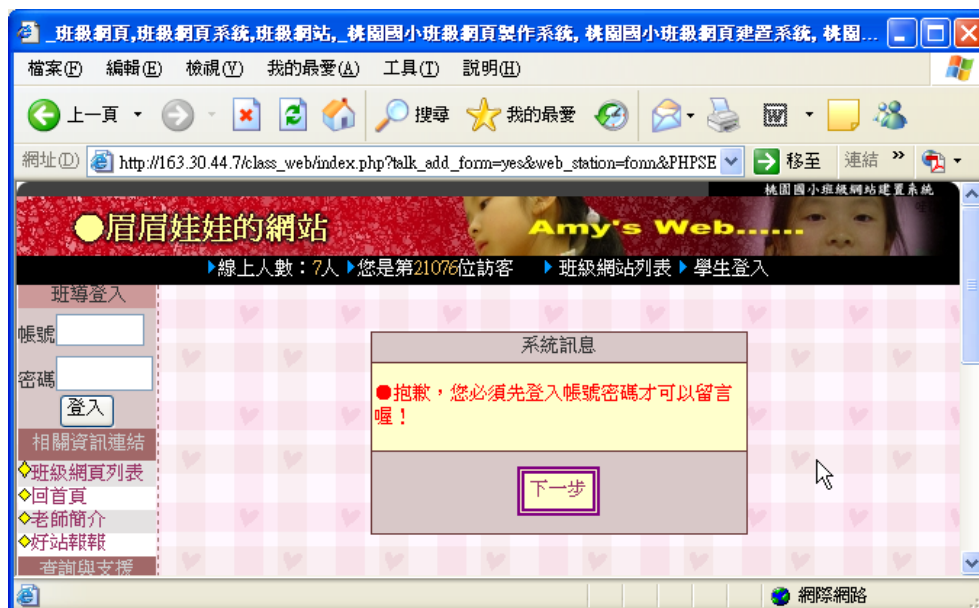 _班級網頁,班級網頁系統,班級網站,_桃園國小班級網頁製作系統, 桃園國小班級網頁建置系統, 桃園...
檔案(F) 編輯(E) 檢視(V) 我的最愛(A) 工具(T) 說明(H)
上一頁 搜尋 我的最愛
網址(D) http://163.30.44.7/class_web/index.php?talk_add_form=yes&web_station=fonn&PHPSE 移至 連結 »
桃園國小班級網站建置系統
●眉眉娃娃的網站 Amy's Web......
線上人數：7人 您是第21076位訪客 班級網站列表 學生登入
班導登入
帳號
密碼
登入
相關資訊連結
班級網頁列表
回首頁
老師簡介
好站報報
查詢與支援
系統訊息
●抱歉，您必須先登入帳號密碼才可以留言
喔！
下一步
網際網路